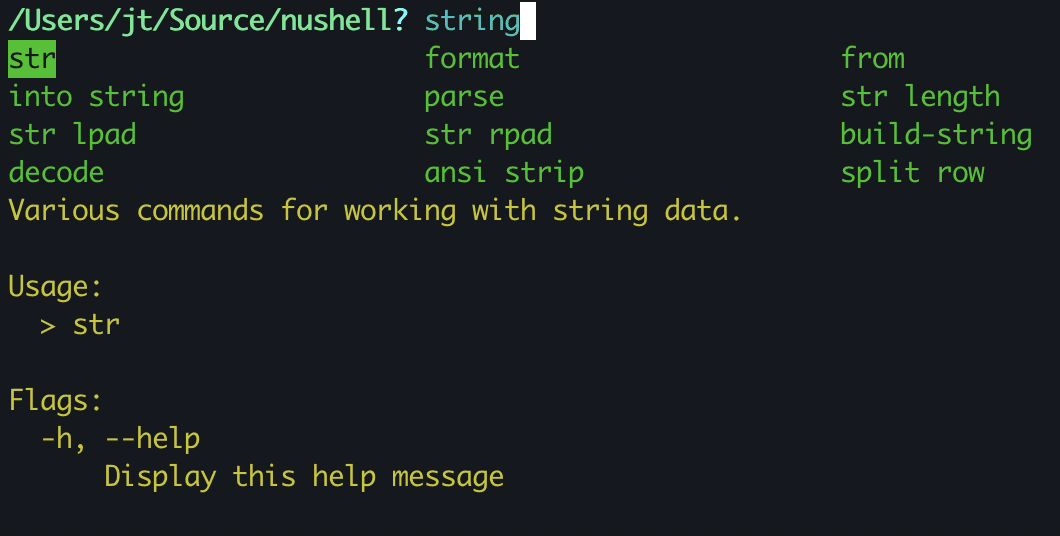 /Users/jt/Source/nushell? string
str format from
into string parse str length
str lpad str rpad build-string
decode ansi strip split row
Various commands for working with string data.
Usage:
> str
Flags:
-h, --help
Display this help message